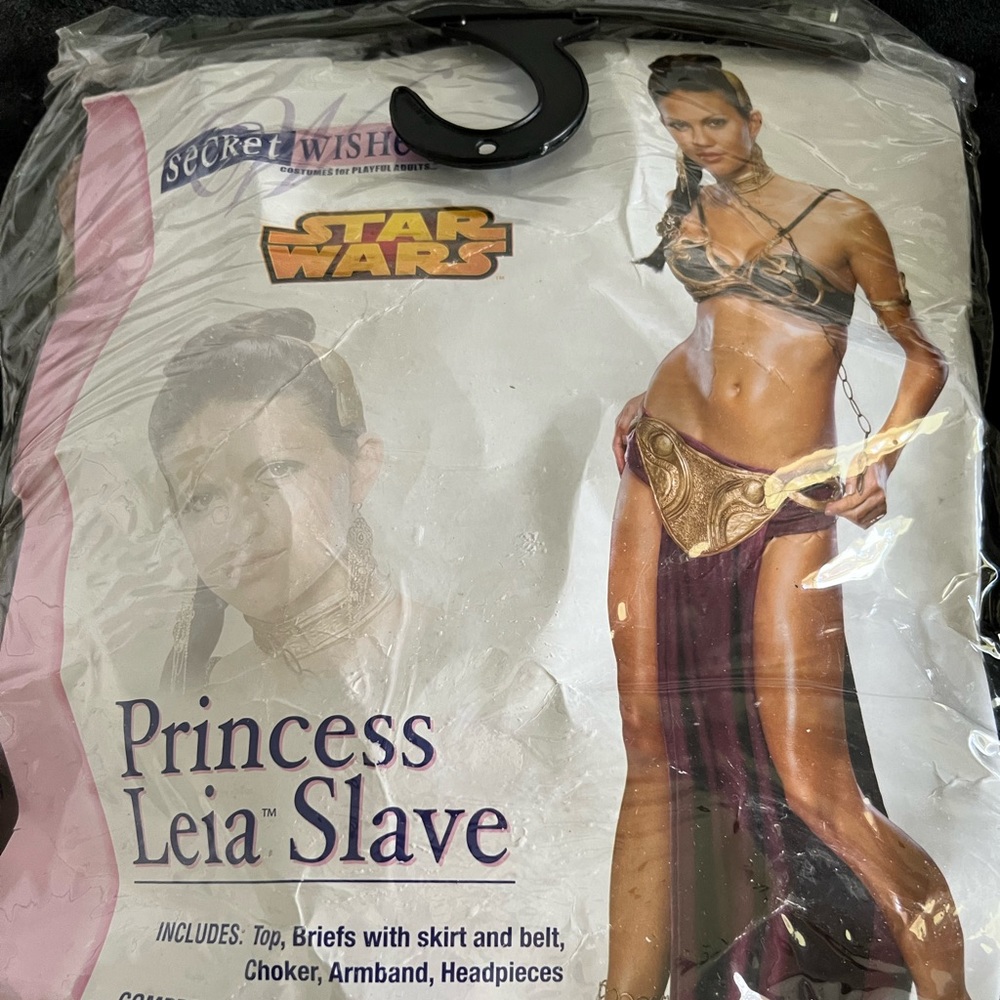 SECRET WISHE
COSTUMES for PLAYFUL ADULTS
STAR
WARS
Princess
Leia™ Slave
INCLUDES: Top, Briefs with skirt and belt,
Choker, Armband, Headpieces